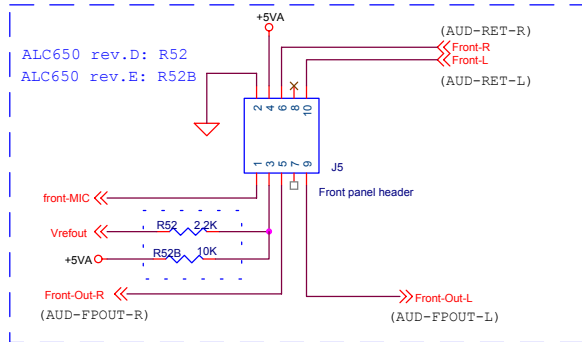 +5VA
(AUD-RET-R)
ALC650 rev.D: R52
ALC650 rev.E: R52B
Front-R
Front-L
(AUD-RET-L)
2 4 6 8 10
1 3 5 7 9
J5
Front panel header
front-MIC
R52 2.2K
Vrefout
R52B 10K
+5VA
Front-Out-R
Front-Out-L
(AUD-FPOUT-R)
(AUD-FPOUT-L)